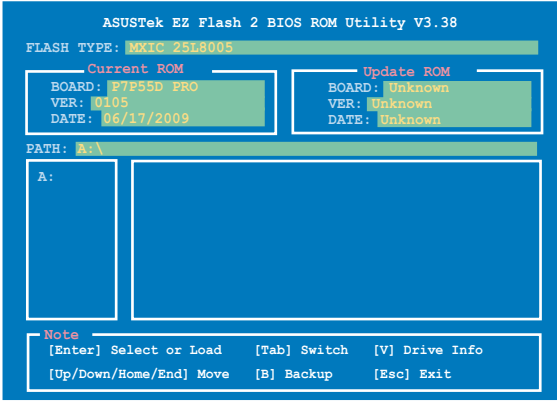 ASUSTek EZ Flash 2 BIOS ROM Utility V3.38
FLASH TYPE: MXIC 25L8005
Current ROM
BOARD: P7P55D PRO
VER: 0105
DATE: 06/17/2009
Update ROM
BOARD: Unknown
VER: Unknown
DATE: Unknown
PATH: A:\
A:
Note
[Enter] Select or Load [Tab] Switch [V] Drive Info
[Up/Down/Home/End] Move [B] Backup [Esc] Exit